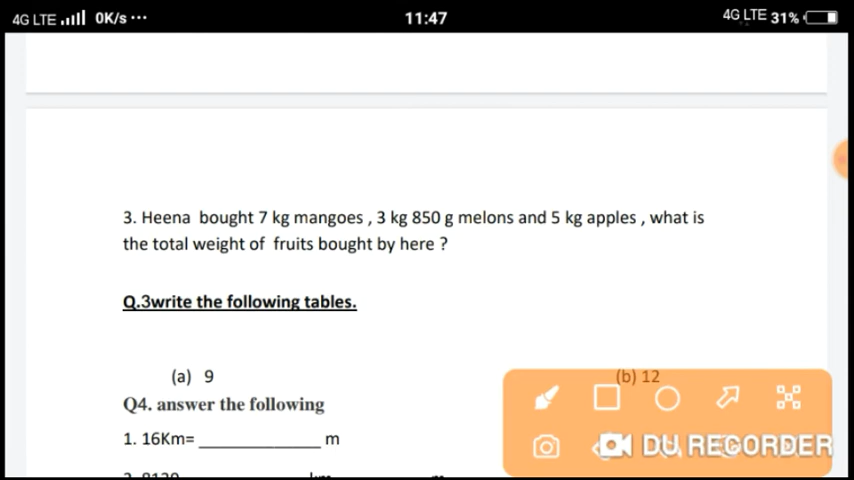 4G LTE 0K/s ... 11:47 4G LTE 31%
3. Heena bought 7 kg mangoes , 3 kg 850 g melons and 5 kg apples , what is
the total weight of fruits bought by here ?
Q.3write the following tables.
(a) 9 (b) 12
Q4. answer the following
1. 16Km= ______________ m
DU RECORDER